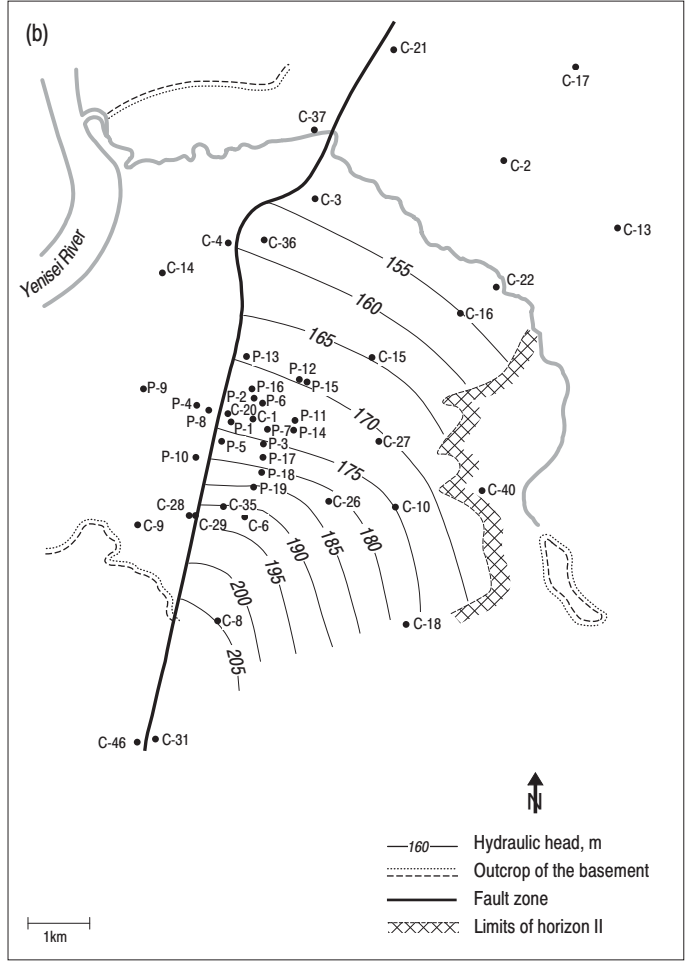 (b)
C-21
C-17
C-37
C-2
C-3
C-13
C-4
C-36
Yenisei River
C-14
155
C-22
160
C-16
165
P-13
C-15
P-12
P-15
P-9
P-16
P-2
P-6
P-4
C-20
C-1
P-11
170
P-8
P-1
P-7
P-14
P-5
P-3
C-27
P-10
P-17
175
P-18
P-19
C-40
C-28
C-35
C-26
C-10
C-9
C-29
C-6
190
185
180
195
200
C-8
C-18
205
C-46
C-31
N
160
Hydraulic head, m
Outcrop of the basement
Fault zone
Limits of horizon II
1km